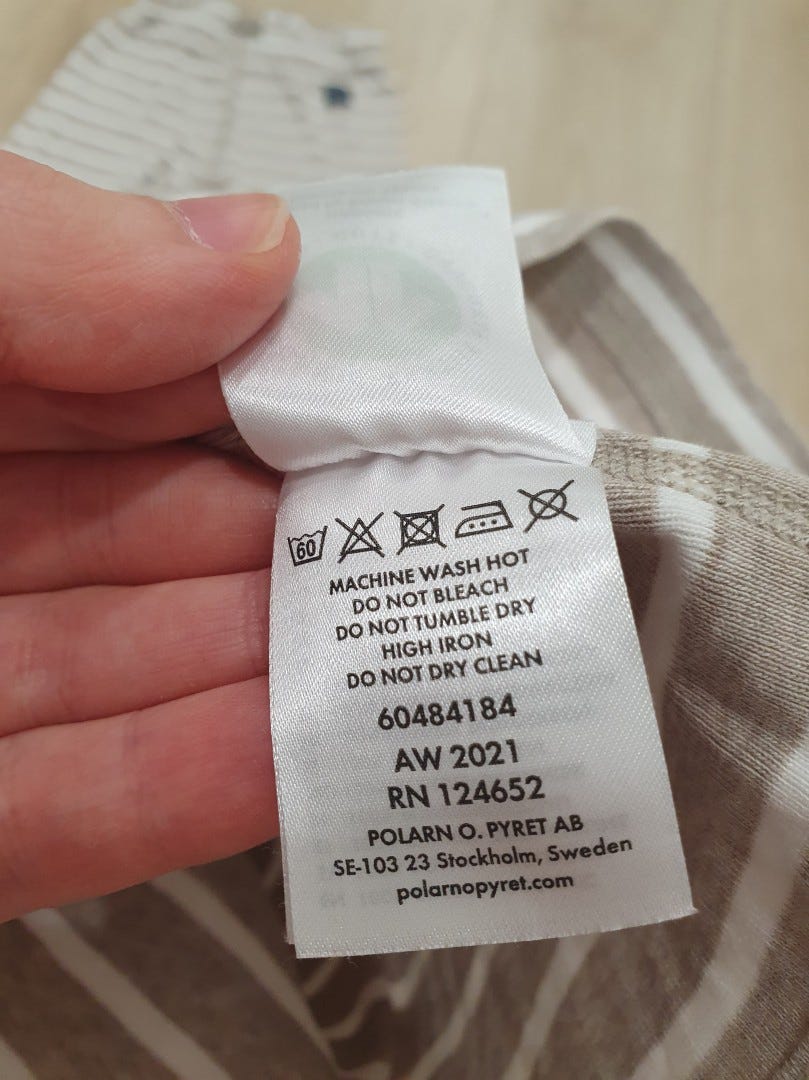 60
MACHINE WASH HOT
DO NOT BLEACH
DO NOT TUMBLE DRY
HIGH IRON
DO NOT DRY CLEAN
60484184
AW 2021
RN 124652
POLARN O. PYRET AB
SE-103 23 Stockholm, Sweden
polarnopyret.com